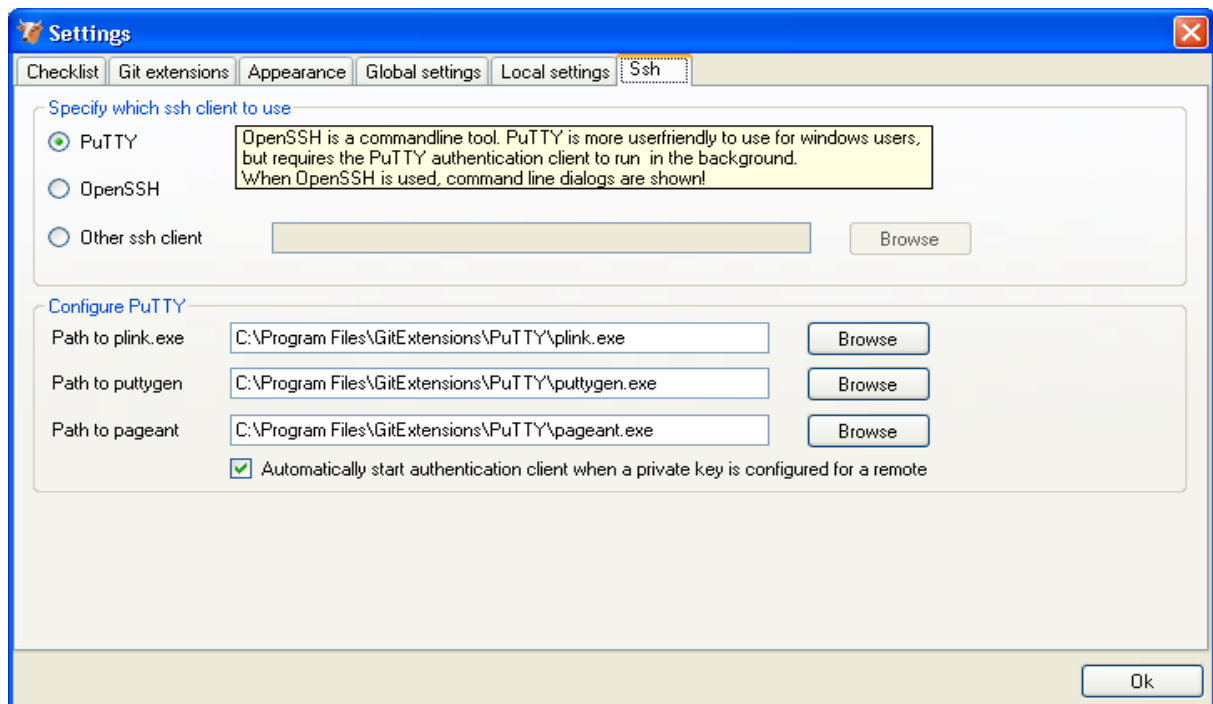 Settings
Checklist Git extensions Appearance Global settings Local settings Ssh
Specify which ssh client to use
PuTTY
OpenSSH is a commandline tool. PuTTY is more userfriendly to use for windows users,
but requires the PuTTY authentication client to run  in the background.
When OpenSSH is used, command line dialogs are shown!
OpenSSH
Other ssh client Browse
Configure PuTTY
Path to plink.exe C:\Program Files\GitExtensions\PuTTY\plink.exe Browse
Path to puttygen C:\Program Files\GitExtensions\PuTTY\puttygen.exe Browse
Path to pageant C:\Program Files\GitExtensions\PuTTY\pageant.exe Browse
Automatically start authentication client when a private key is configured for a remote
Ok